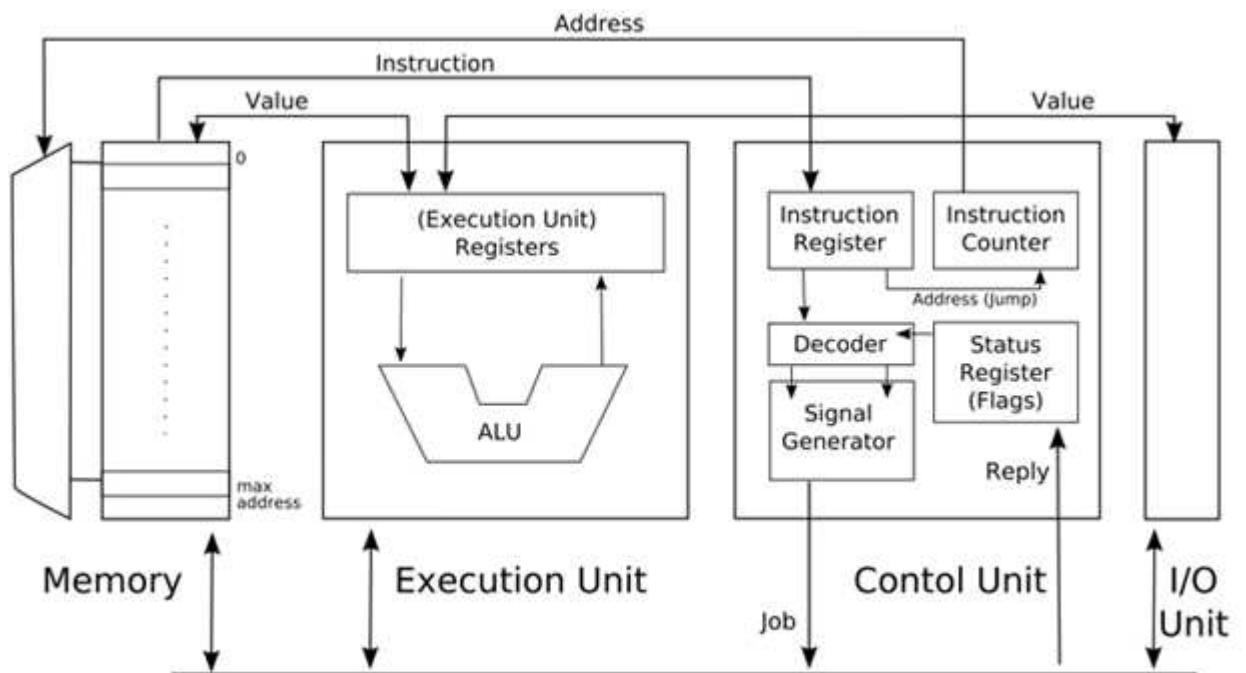 Address
Instruction
Value
Value
0
(Execution Unit)
Registers
Instruction
Register
Instruction
Counter
Address (Jump)
Decoder
Status
Register
(Flags)
ALU
Signal
Generator
max
address
Reply
Memory
Execution Unit
Contol Unit
I/O
Unit
Job